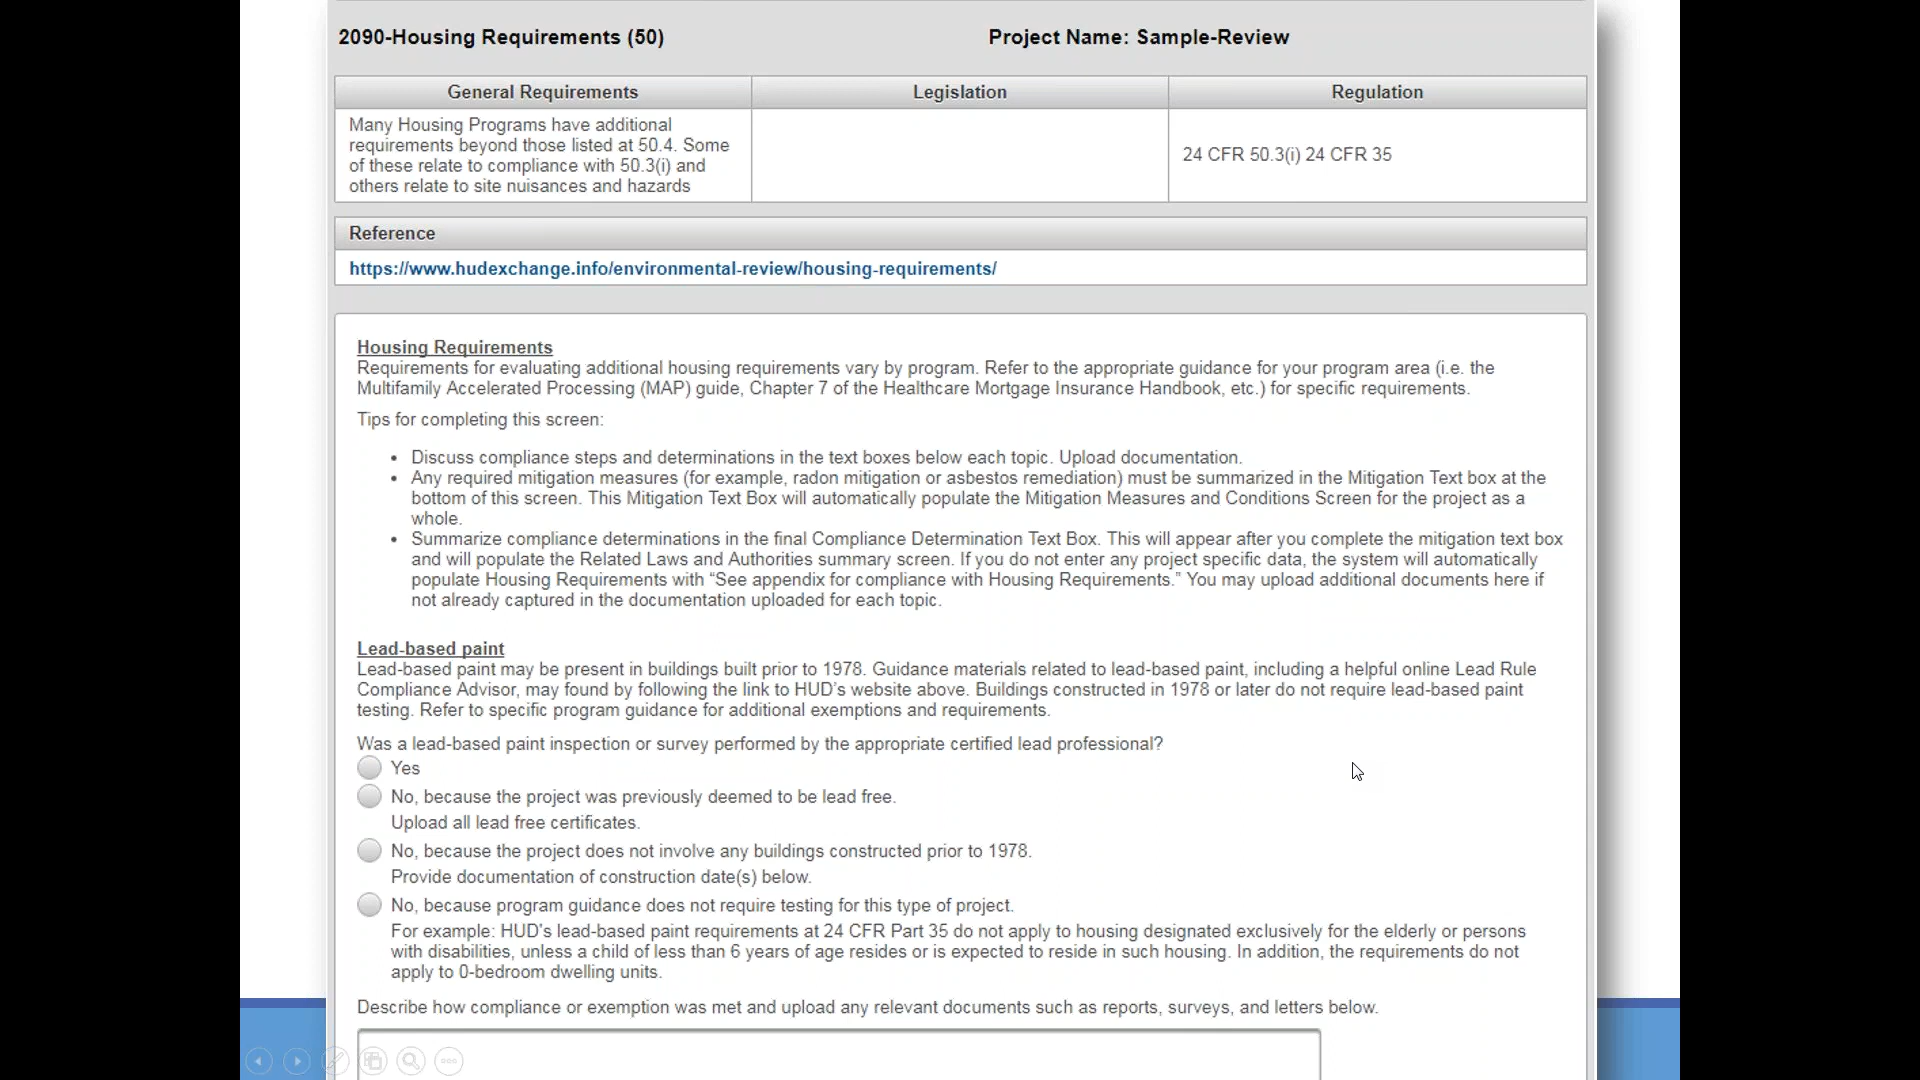 2090-Housing Requirements (50)
Project Name: Sample-Review
General Requirements
Legislation
Regulation
Many Housing Programs have additional
requirements beyond those listed at 50.4. Some
of these relate to compliance with 50.3(i) and
others relate to site nuisances and hazards
24 CFR 50.3(i) 24 CFR 35
Reference
https://www.hudexchange.info/environmental-review/housing-requirements/
Housing Requirements
Requirements for evaluating additional housing requirements vary by program. Refer to the appropriate guidance for your program area (i.e. the
Multifamily Accelerated Processing (MAP) guide, Chapter 7 of the Healthcare Mortgage Insurance Handbook, etc.) for specific requirements.
Tips for completing this screen:
• Discuss compliance steps and determinations in the text boxes below each topic. Upload documentation.
• Any required mitigation measures (for example, radon mitigation or asbestos remediation) must be summarized in the Mitigation Text box at the
bottom of this screen. This Mitigation Text Box will automatically populate the Mitigation Measures and Conditions Screen for the project as a
whole.
• Summarize compliance determinations in the final Compliance Determination Text Box. This will appear after you complete the mitigation text box
and will populate the Related Laws and Authorities summary screen. If you do not enter any project specific data, the system will automatically
populate Housing Requirements with “See appendix for compliance with Housing Requirements.” You may upload additional documents here if
not already captured in the documentation uploaded for each topic.
Lead-based paint
Lead-based paint may be present in buildings built prior to 1978. Guidance materials related to lead-based paint, including a helpful online Lead Rule
Compliance Advisor, may found by following the link to HUD’s website above. Buildings constructed in 1978 or later do not require lead-based paint
testing. Refer to specific program guidance for additional exemptions and requirements.
Was a lead-based paint inspection or survey performed by the appropriate certified lead professional?
Yes
No, because the project was previously deemed to be lead free.
Upload all lead free certificates.
No, because the project does not involve any buildings constructed prior to 1978.
Provide documentation of construction date(s) below.
No, because program guidance does not require testing for this type of project.
For example: HUD's lead-based paint requirements at 24 CFR Part 35 do not apply to housing designated exclusively for the elderly or persons
with disabilities, unless a child of less than 6 years of age resides or is expected to reside in such housing. In addition, the requirements do not
apply to 0-bedroom dwelling units.
Describe how compliance or exemption was met and upload any relevant documents such as reports, surveys, and letters below.